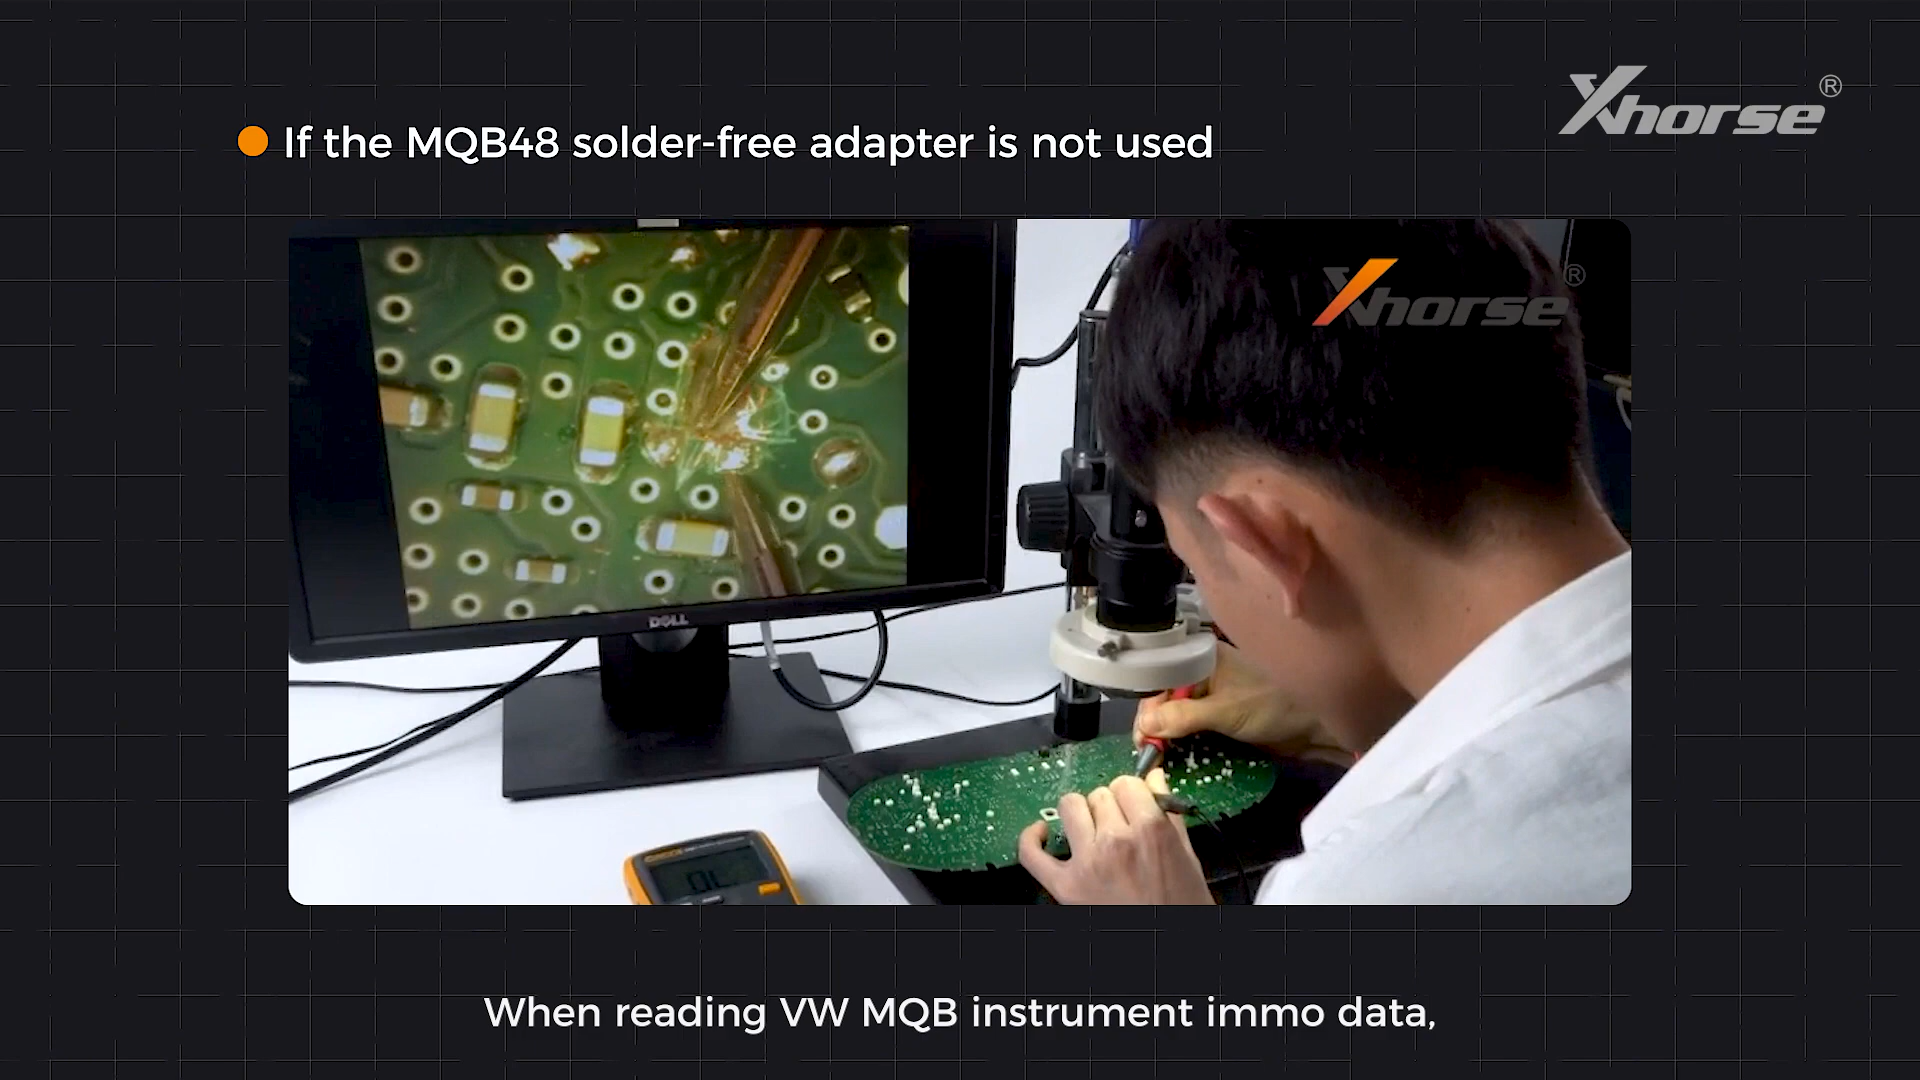 Xhorse®
If the MQB48 solder-free adapter is not used
Xhorse®
DELL
OL
When reading VW MQB instrument immo data,